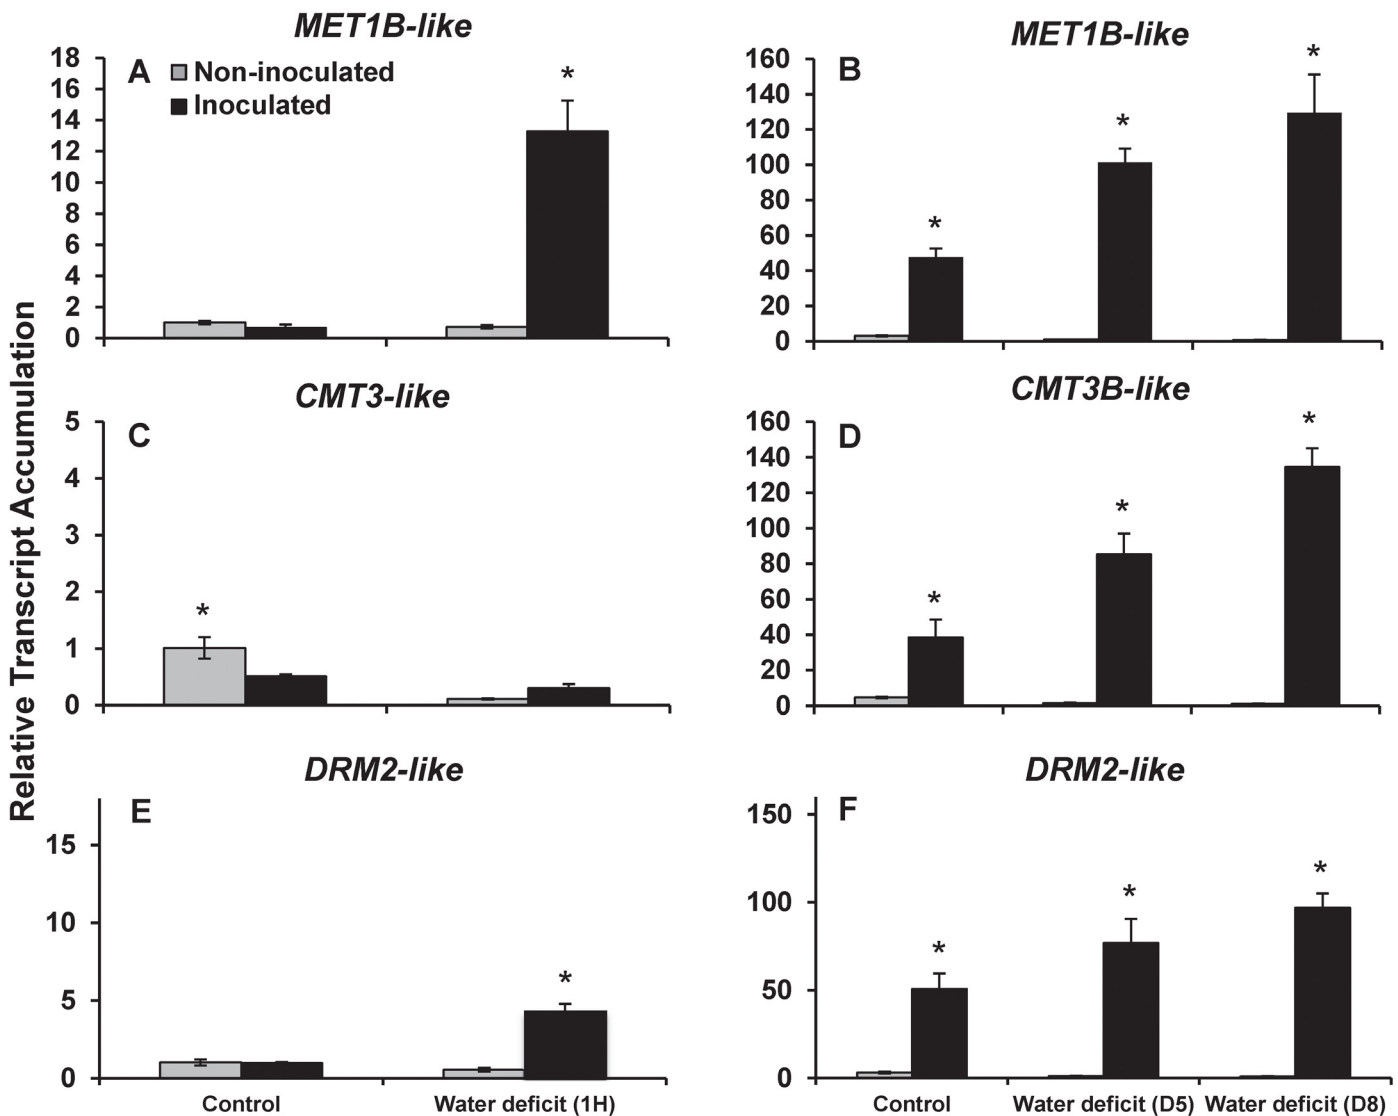 MET1B-like
MET1B-like
A
Non-inoculated
Inoculated
*
18
16
14
12
10
8
6
4
2
0
B
*
*
*
160
140
120
100
80
60
40
20
0
Relative Transcript Accumulation
CMT3-like
CMT3B-like
C
*
5
4
3
2
1
0
D
*
*
*
160
140
120
100
80
60
40
20
0
DRM2-like
DRM2-like
E
*
15
10
5
0
F
*
*
*
150
100
50
0
Control
Water deficit (1H)
Control
Water deficit (D5)
Water deficit (D8)